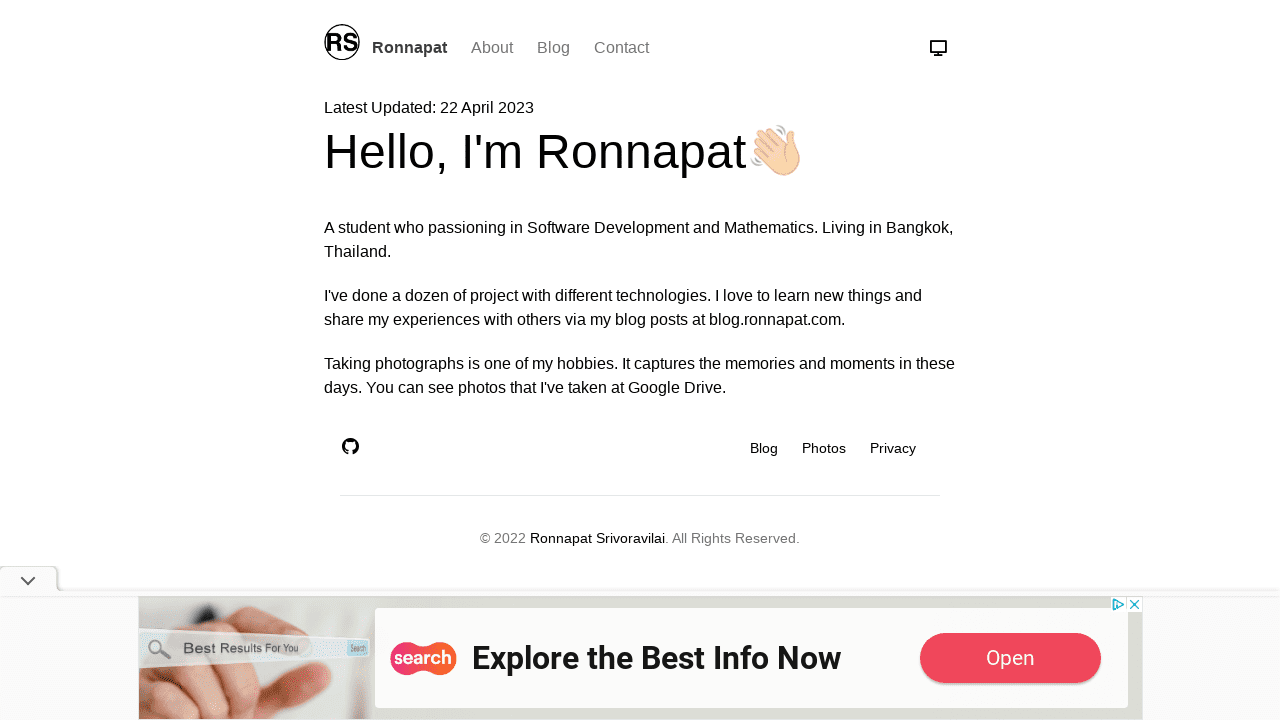 RS Ronnapat About Blog Contact
Latest Updated: 22 April 2023
Hello, I'm Ronnapat👋🏻
A student who passioning in Software Development and Mathematics. Living in Bangkok,
Thailand.
I've done a dozen of project with different technologies. I love to learn new things and
share my experiences with others via my blog posts at blog.ronnapat.com.
Taking photographs is one of my hobbies. It captures the memories and moments in these
days. You can see photos that I've taken at Google Drive.
Blog Photos Privacy
© 2022 Ronnapat Srivoravilai. All Rights Reserved.
Best Results For You Search
search Explore the Best Info Now Open